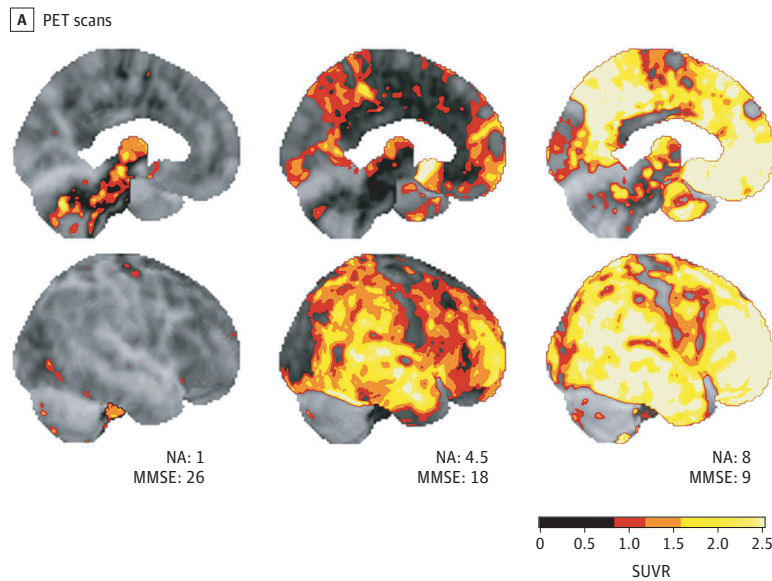 A PET scans
NA: 1
MMSE: 26
NA: 4.5
MMSE: 18
NA: 8
MMSE: 9
0 0.5 1.0 1.5 2.0 2.5
SUVR